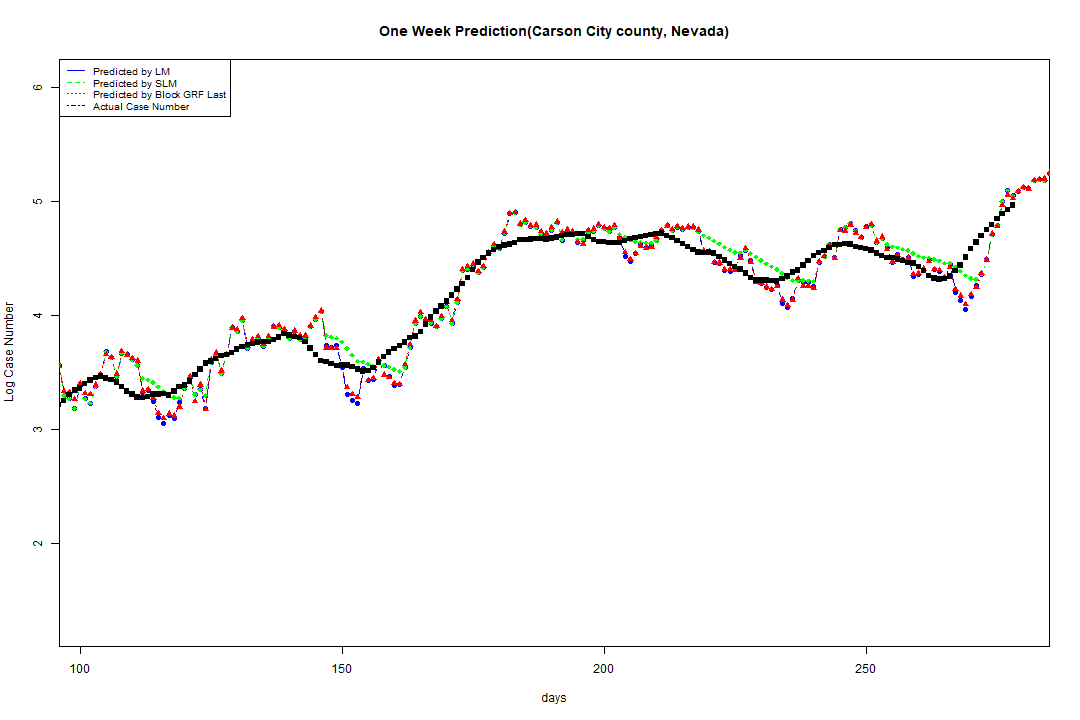 One Week Prediction(Carson City county, Nevada)
Predicted by LM
Predicted by SLM
Predicted by Block GRF Last
Actual Case Number
6
5
4
3
2
Log Case Number
100 150 200 250
days